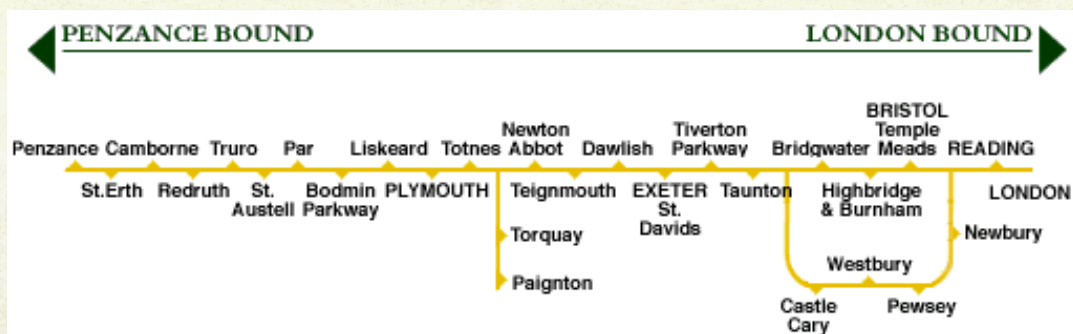 PENZANCE BOUND
LONDON BOUND
Penzance
St.Erth
Camborne
Redruth
Truro
St.
Austell
Par
Bodmin
Parkway
Liskeard
PLYMOUTH
Totnes
Newton
Abbot
Torquay
Paignton
Teignmouth
Dawlish
EXETER
St.
Davids
Tiverton
Parkway
Taunton
Bridgwater
Highbridge
& Burnham
BRISTOL
Temple
Meads
READING
LONDON
Newbury
Westbury
Castle
Cary
Pewsey